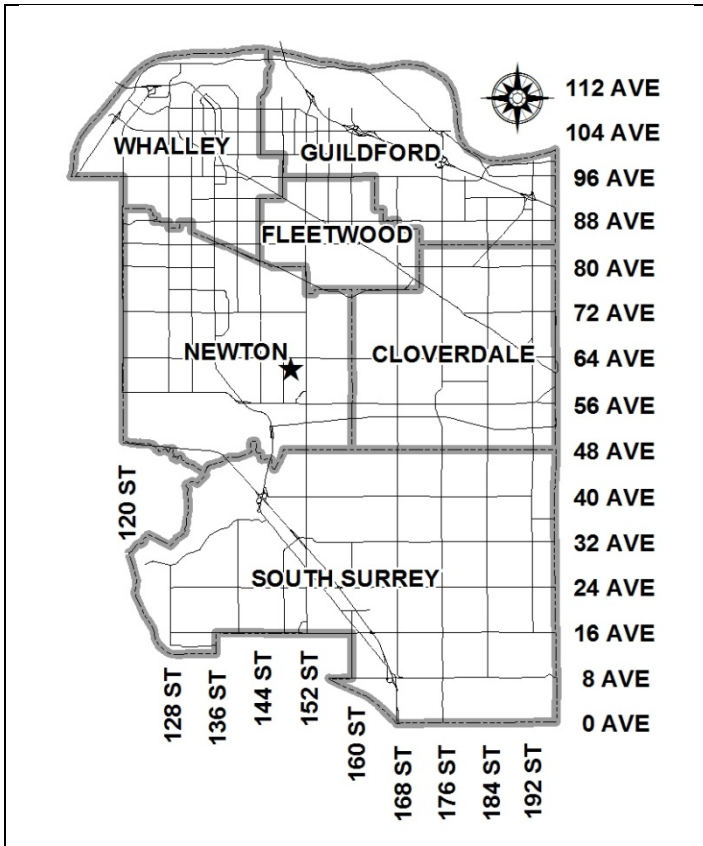 112 AVE
104 AVE
WHALLEY
GUILDFORD
96 AVE
88 AVE
FLEETWOOD
80 AVE
72 AVE
NEWTON
CLOVERDALE
64 AVE
56 AVE
48 AVE
120 ST
40 AVE
32 AVE
SOUTH SURREY
24 AVE
16 AVE
8 AVE
0 AVE
128 ST
136 ST
144 ST
152 ST
160 ST
168 ST
176 ST
184 ST
192 ST